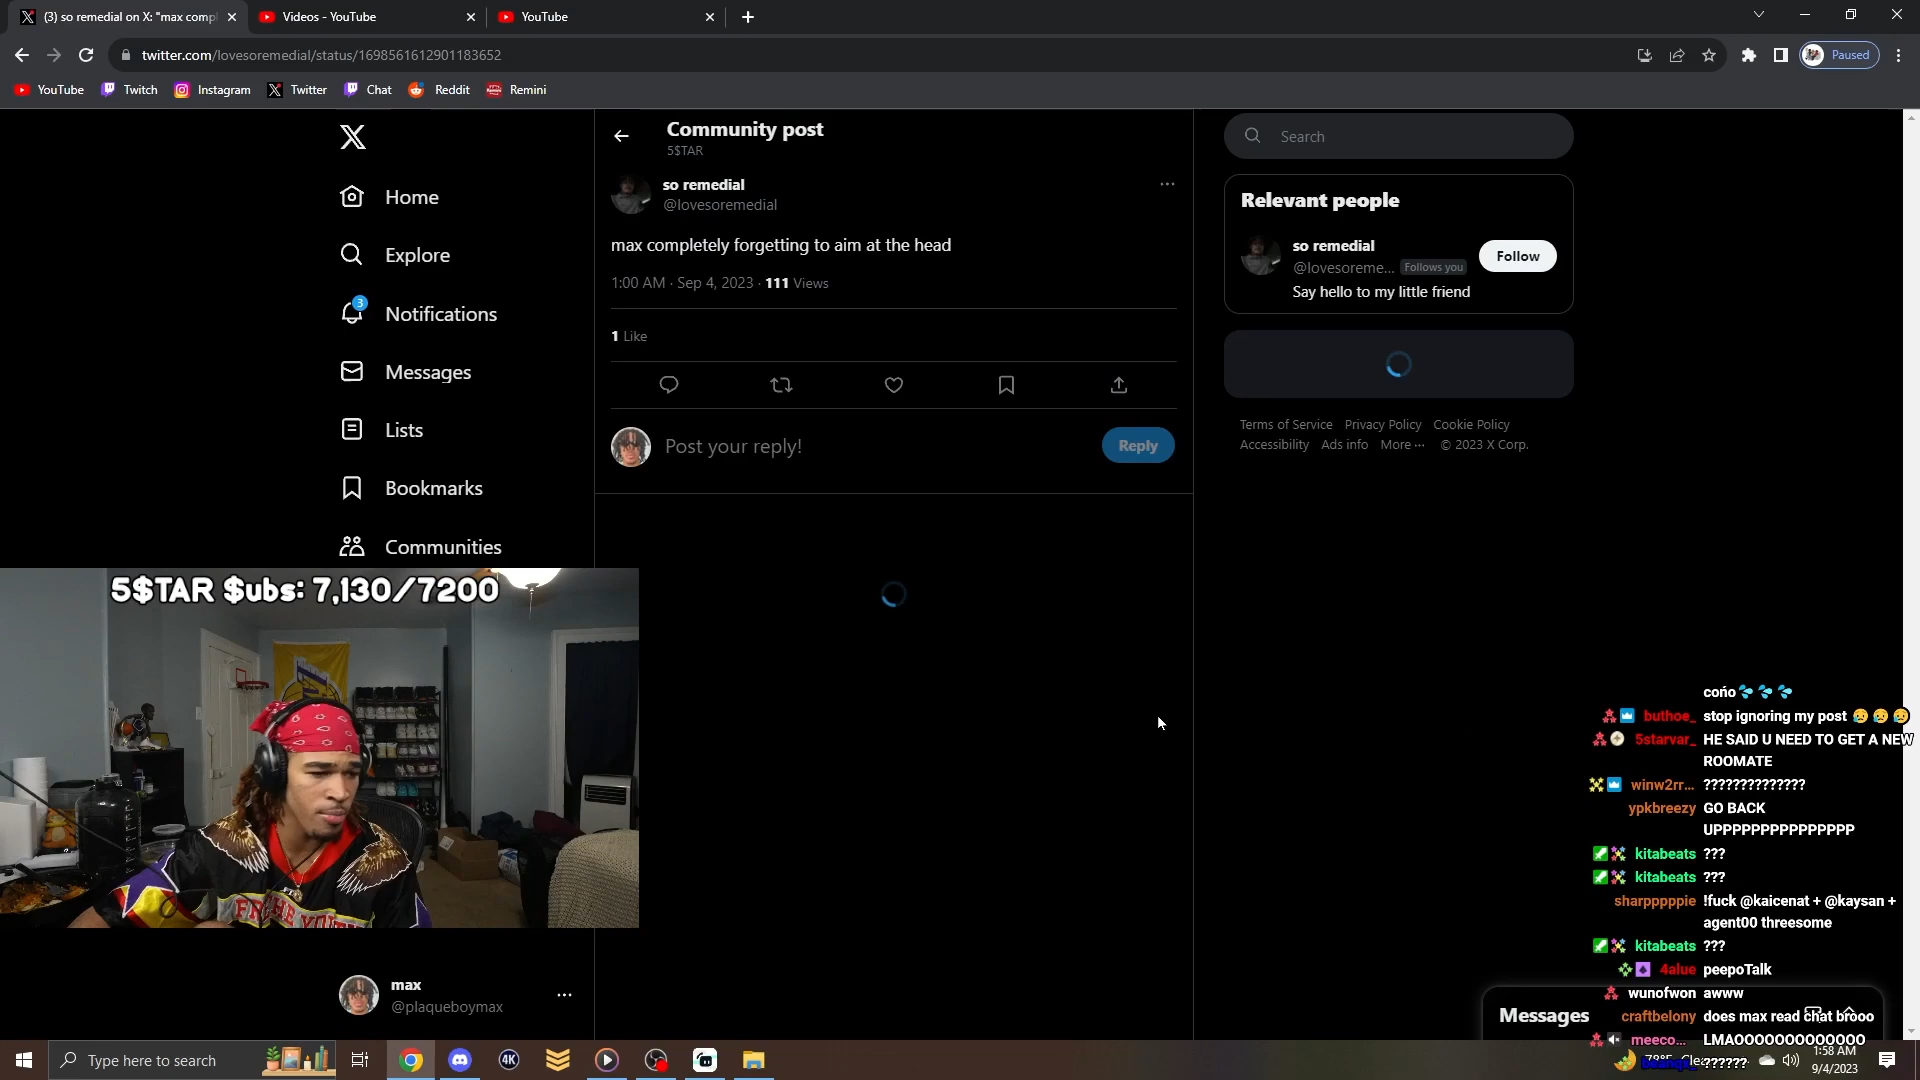 (3) so remedial on X: "max compl
Videos - YouTube
YouTube
twitter.com/lovesoremedial/status/1698561612901183652
Paused
YouTube
Twitch
Instagram
Twitter
Chat
Reddit
Remini
Home
Explore
3
Notifications
Messages
Lists
Bookmarks
Communities
Community post
5$TAR
so remedial
@lovesoremedial
max completely forgetting to aim at the head
1:00 AM · Sep 4, 2023 · 111 Views
1 Like
Post your reply!
Reply
Search
Relevant people
so remedial
@lovesoreme... Follows you
Say hello to my little friend
Follow
Terms of Service Privacy Policy Cookie Policy
Accessibility Ads info More ··· © 2023 X Corp.
5$TAR $ubs: 7,130/7200
max
@plaqueboymax
Messages
coño
buthoe_ stop ignoring my post
5starvar_ HE SAID U NEED TO GET A NEW
ROOMATE
winw2rr... ??????????????
ypkbreezy GO BACK
UPPPPPPPPPPPPPPP
kitabeats ???
kitabeats ???
sharpppppie !fuck @kaicenat + @kaysan +
agent00 threesome
kitabeats ???
4alue peepoTalk
wunofwon awww
craftbelony does max read chat brooo
meeco... LMAOOOOOOOOOOOOO
??????
Type here to search
4K
78°F
1:58 AM
9/4/2023